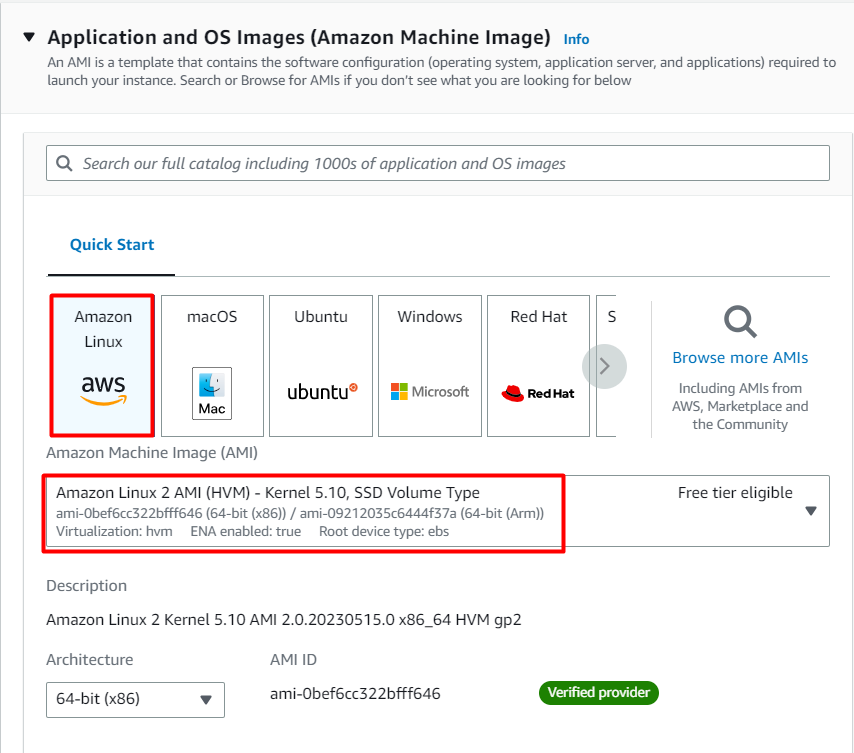 Application and OS Images (Amazon Machine Image) Info
An AMI is a template that contains the software configuration (operating system, application server, and applications) required to
launch your instance. Search or Browse for AMIs if you don't see what you are looking for below
Search our full catalog including 1000s of application and OS images
Quick Start
Amazon
Linux
aws
macOS
Mac
Ubuntu
ubuntu
Windows
Microsoft
Red Hat
Red Hat
S
Browse more AMIs
Including AMIs from
AWS, Marketplace and
the Community
Amazon Machine Image (AMI)
Amazon Linux 2 AMI (HVM) - Kernel 5.10, SSD Volume Type
Free tier eligible
ami-0bef6cc322bfff646 (64-bit (x86)) / ami-09212035c6444f37a (64-bit (Arm))
Virtualization: hvm ENA enabled: true Root device type: ebs
Description
Amazon Linux 2 Kernel 5.10 AMI 2.0.20230515.0 x86_64 HVM gp2
Architecture
AMI ID
64-bit (x86)
ami-0bef6cc322bfff646
Verified provider